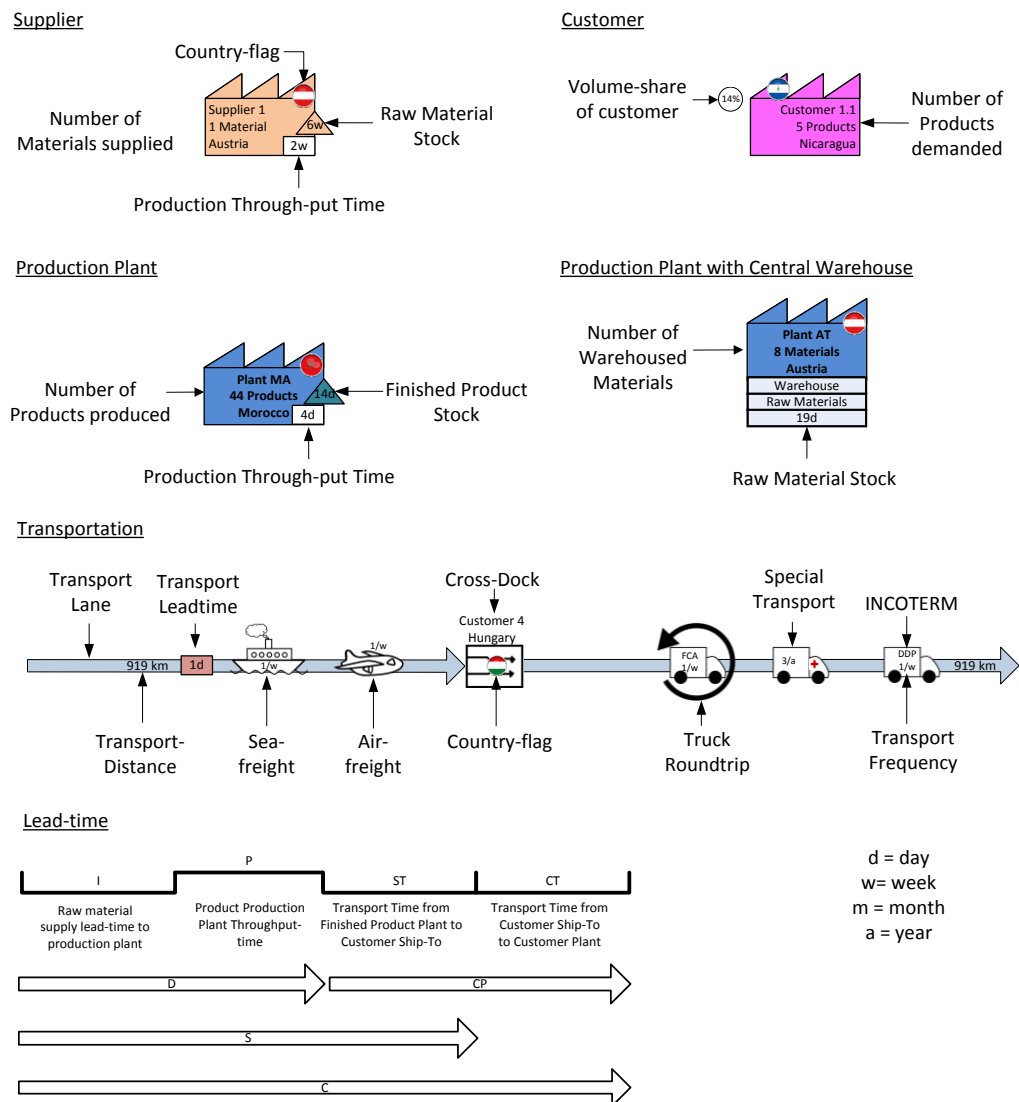 Supplier
Country-flag
Number of
Materials supplied
Supplier 1
1 Material
Austria
6w
2w
Raw Material
Stock
Production Through-put Time
Customer
Volume-share
of customer
14%
Customer 1.1
5 Products
Nicaragua
Number of
Products
demanded
Production Plant
Number of
Products produced
Plant MA
44 Products
Morocco
14d
4d
Finished Product
Stock
Production Through-put Time
Production Plant with Central Warehouse
Number of
Warehoused
Materials
Plant AT
8 Materials
Austria
Warehouse
Raw Materials
19d
Raw Material Stock
Transportation
Transport
Lane
Transport
Leadtime
Cross-Dock
Special
Transport
INCOTERM
Customer 4
Hungary
919 km
1d
1/w
1/w
FCA
1/w
3/a
DDP
1/w
919 km
Transport-
Distance
Sea-
freight
Air-
freight
Country-flag
Truck
Roundtrip
Transport
Frequency
Lead-time
I
P
ST
CT
Raw material
supply lead-time to
production plant
Product Production
Plant Throughput-
time
Transport Time from
Finished Product Plant to
Customer Ship-To
Transport Time from
Customer Ship-To
to Customer Plant
D
CP
S
C
d = day
w= week
m = month
a = year